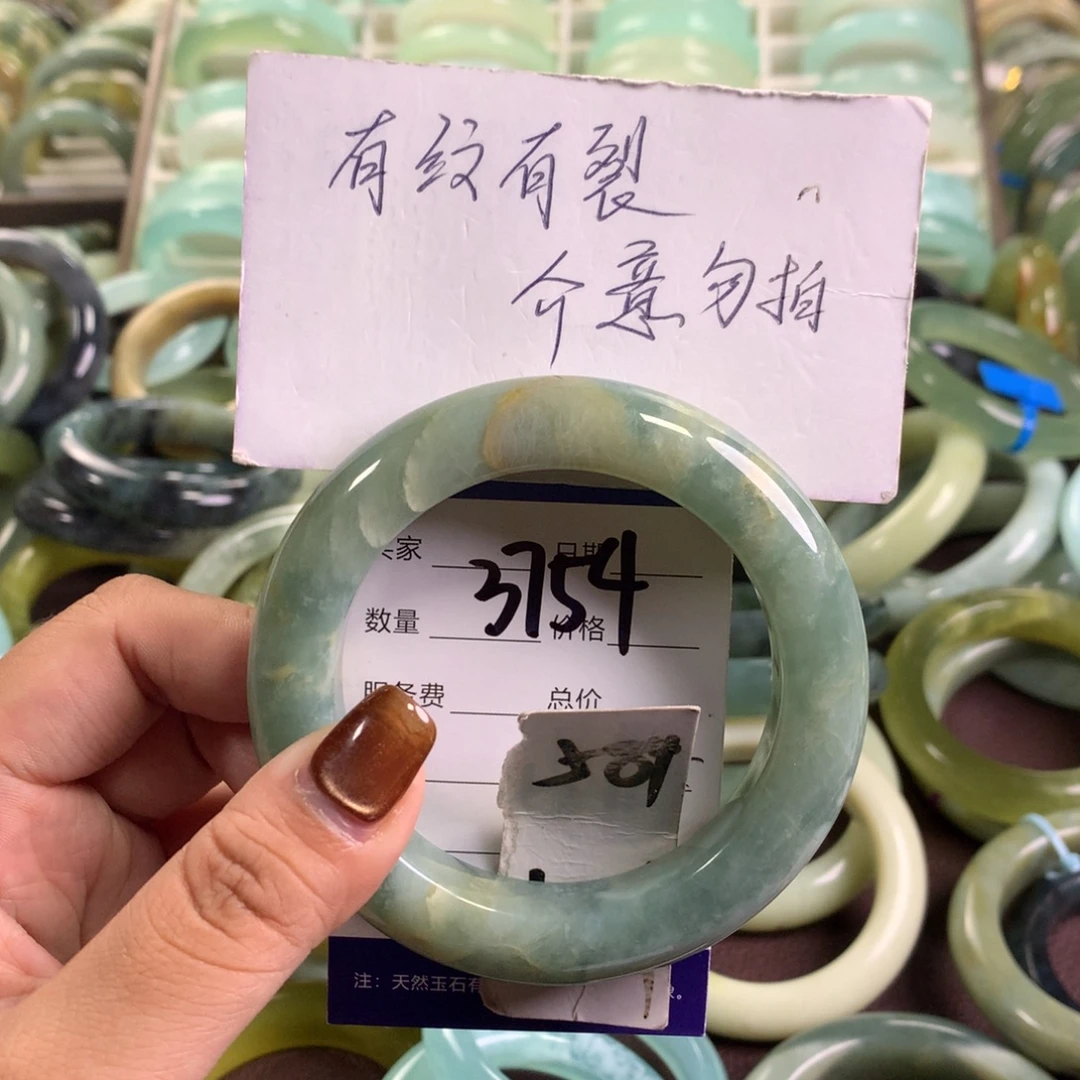 有纹有裂
介意勿拍
家 日期
3754
数量 价格
服务费 总价
注：天然玉石有